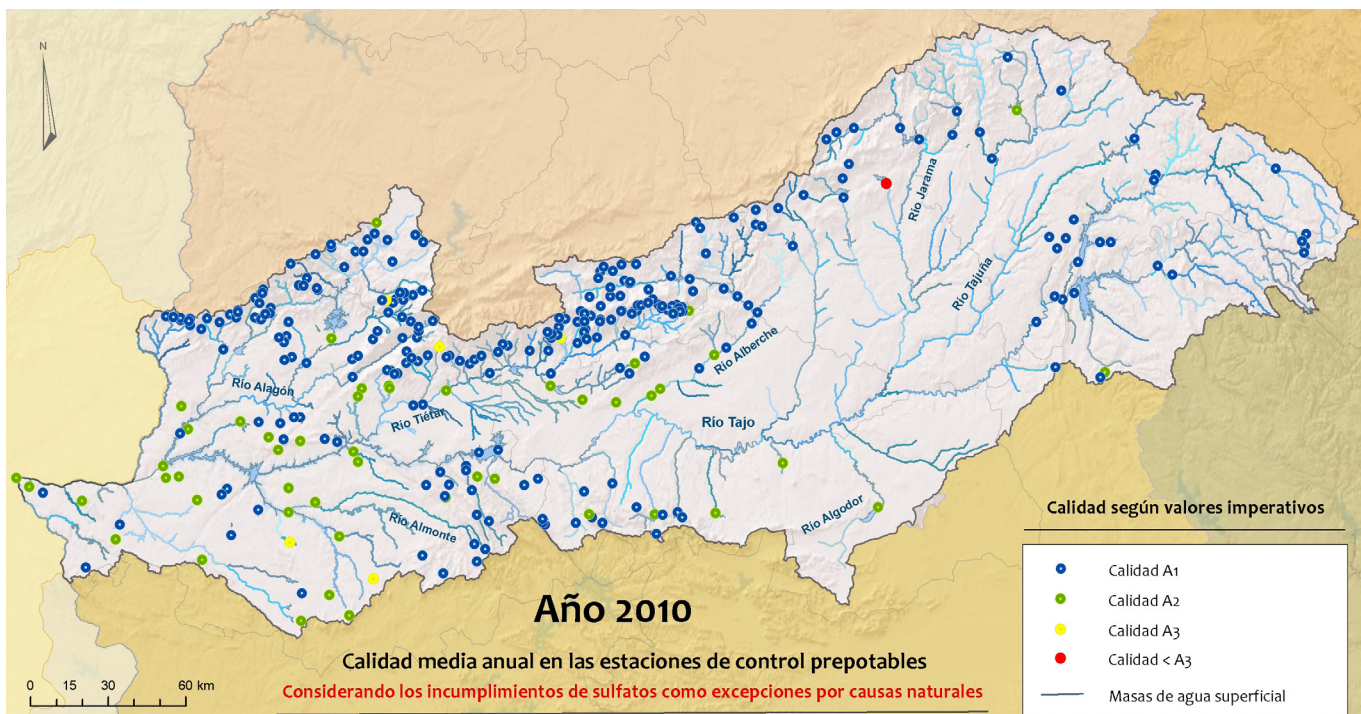 N
Río Jarama
Río Tajuña
Río Alberche
Río Alagón
Río Tiétar
Río Tajo
Río Almonte
Río Algodor
Año 2010
Calidad media anual en las estaciones de control prepotables
Considerando los incumplimientos de sulfatos como excepciones por causas naturales
0 15 30 60 km
Calidad según valores imperativos
Calidad A1
Calidad A2
Calidad A3
Calidad < A3
Masas de agua superficial